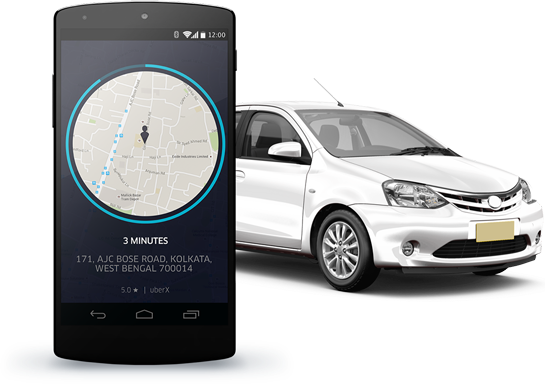 12:00
3 MINUTES
171, AJC BOSE ROAD, KOLKATA,
WEST BENGAL 700014
5.0 ★ | uberX